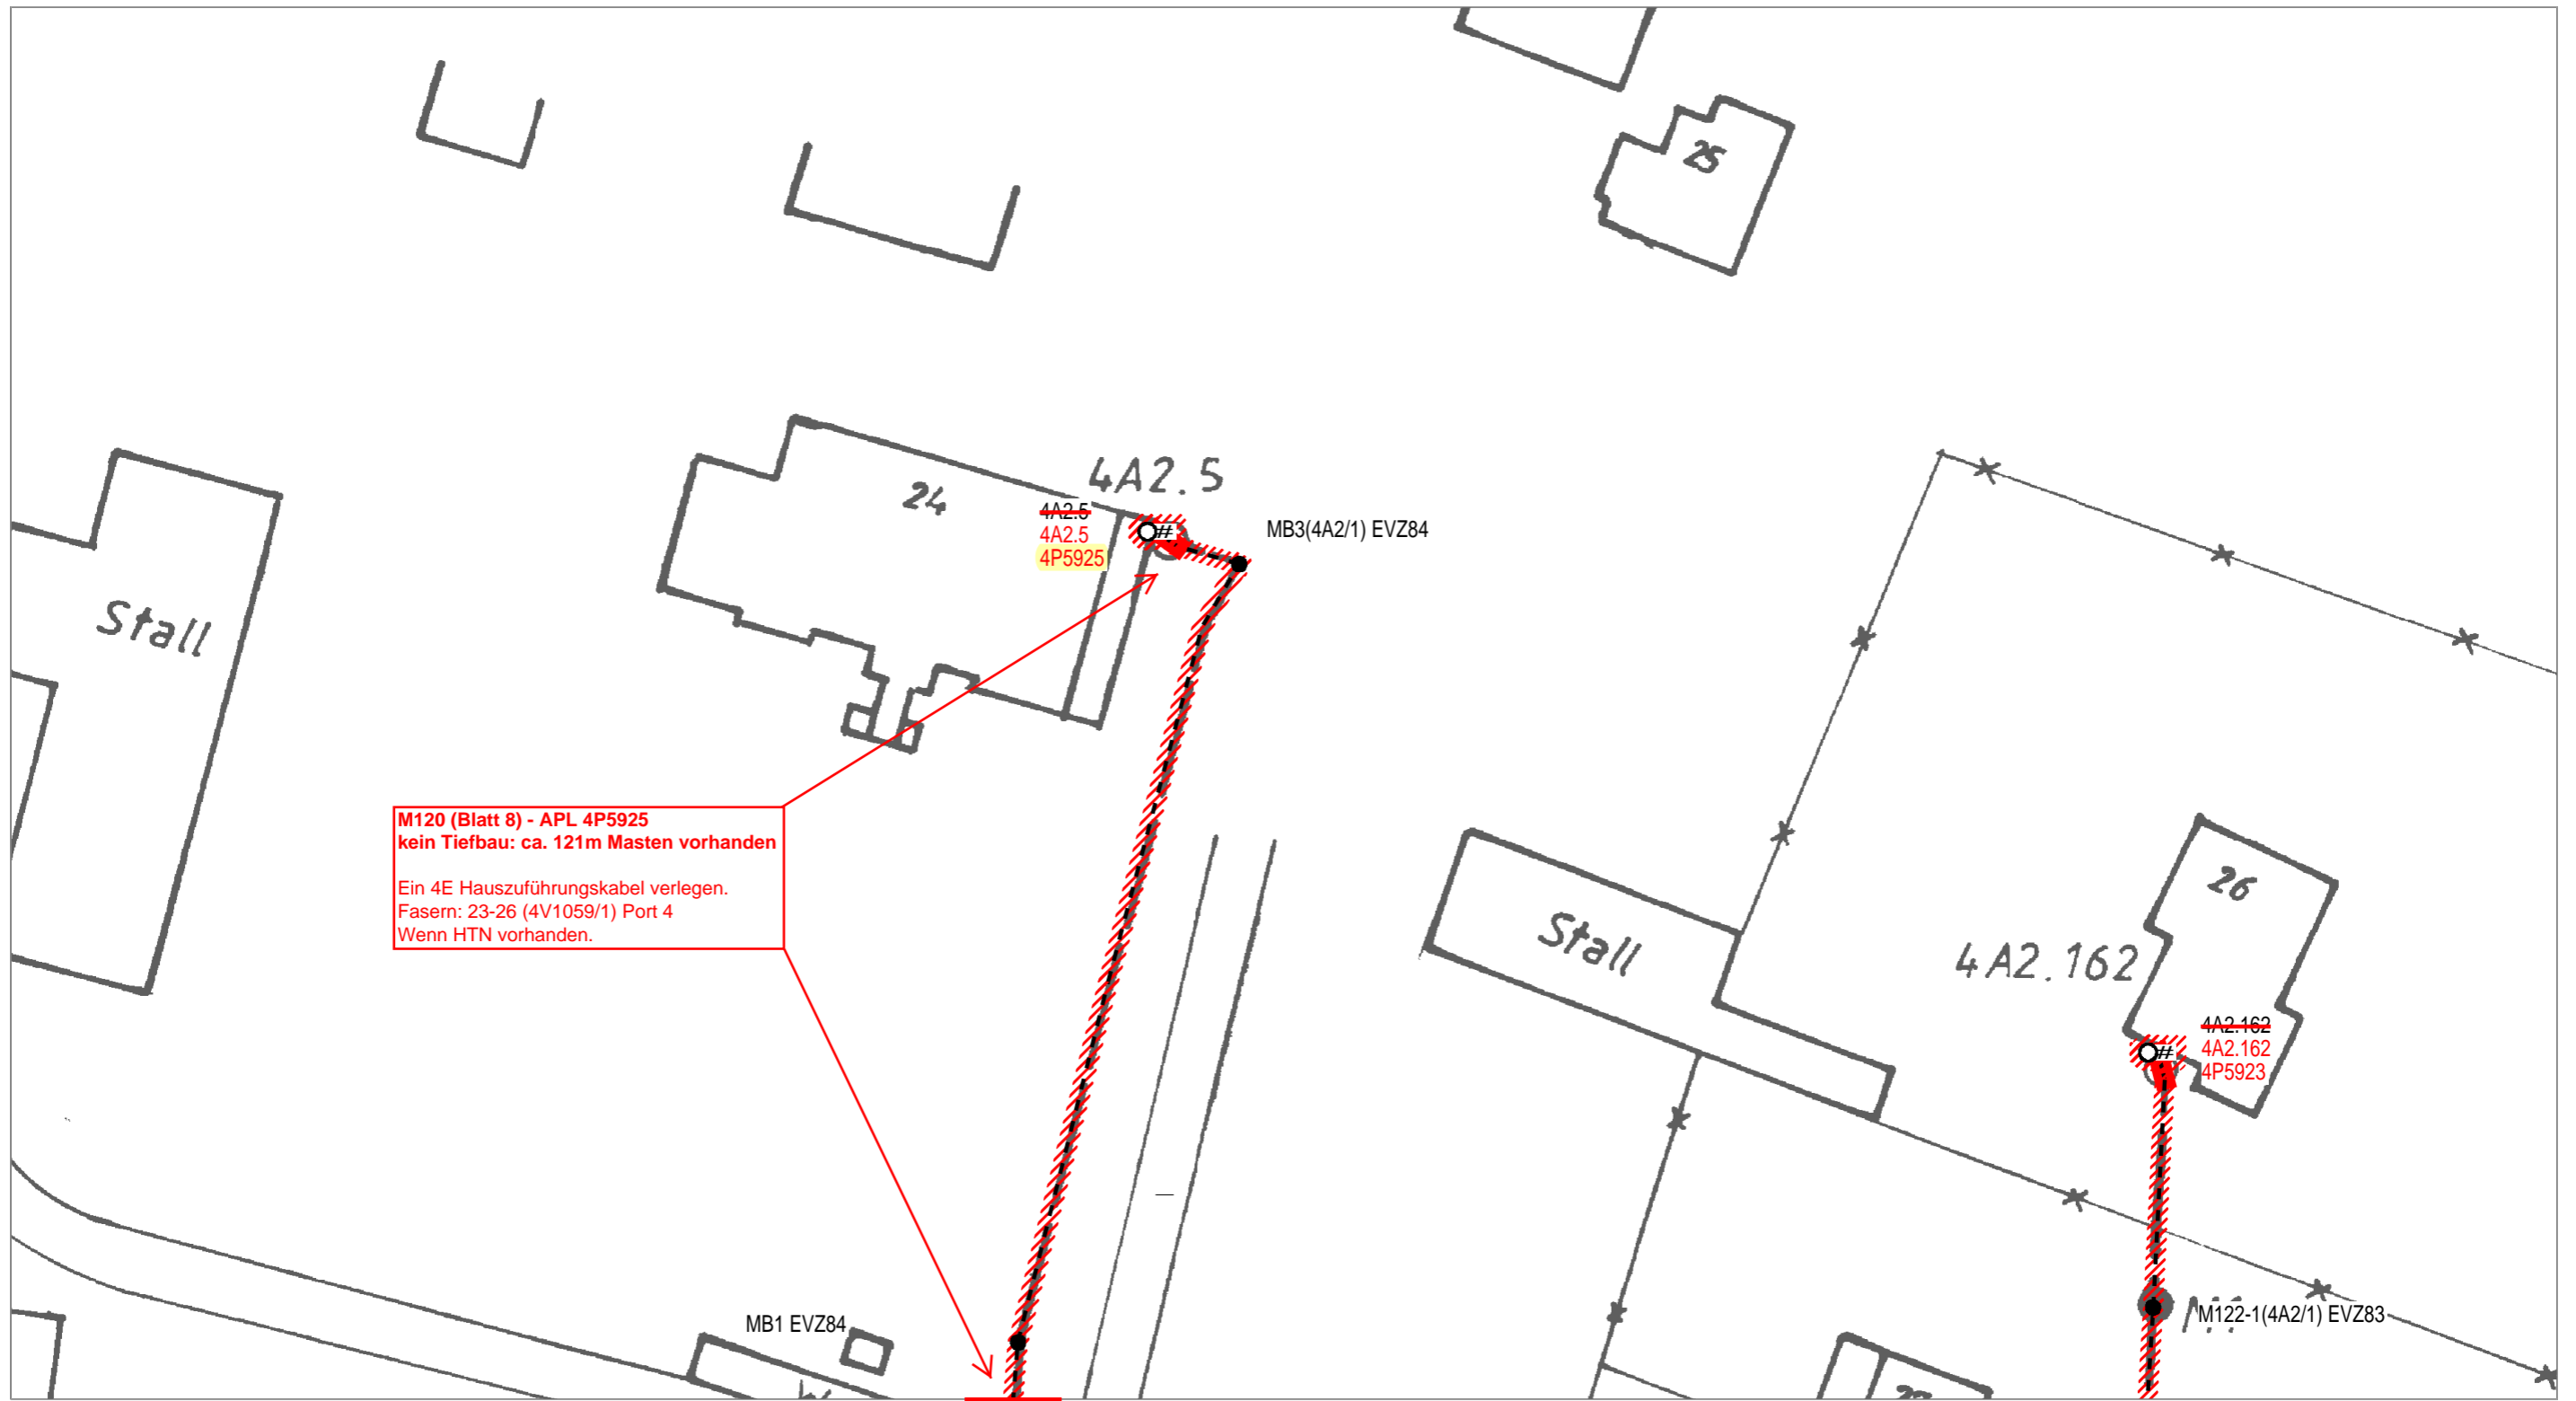 25
4A2.5
24
4A2.5
4A2.5
4P5925
MB3(4A2/1) EVZ84
Stall
M120 (Blatt 8) - APL 4P5925
kein Tiefbau: ca. 121m Masten vorhanden
Ein 4E Hauszuführungskabel verlegen.
Fasern: 23-26 (4V1059/1) Port 4
Wenn HTN vorhanden.
26
Stall
4A2.162
4A2.162
4A2.162
4P5923
MB1 EVZ84
M122-1(4A2/1) EVZ83